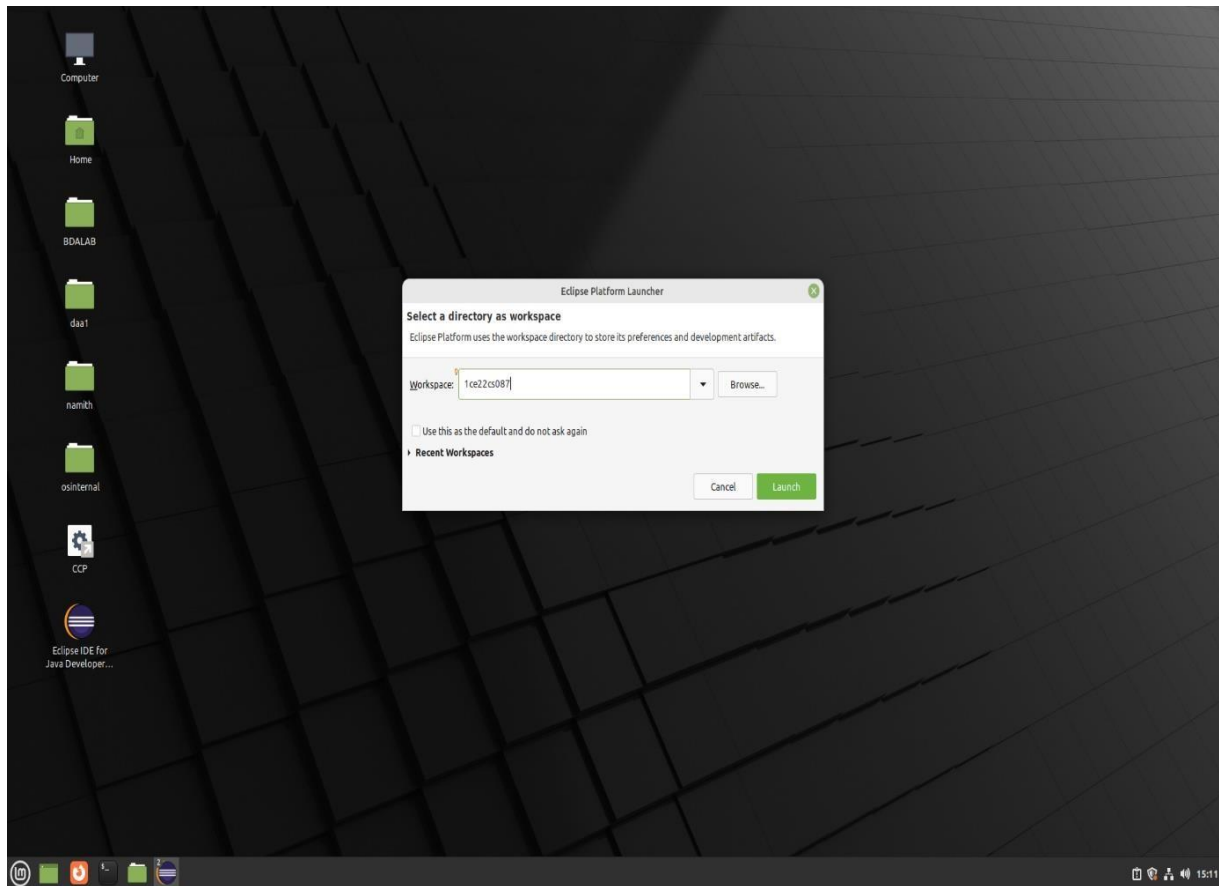 Computer
Home
BDALAB
daa1
namith
osinternal
CCP
Eclipse IDE for
Java Developer...
Eclipse Platform Launcher
Select a directory as workspace
Eclipse Platform uses the workspace directory to store its preferences and development artifacts.
Workspace: 1ce22cs087 Browse...
Use this as the default and do not ask again
Recent Workspaces
Cancel Launch
2
15:11